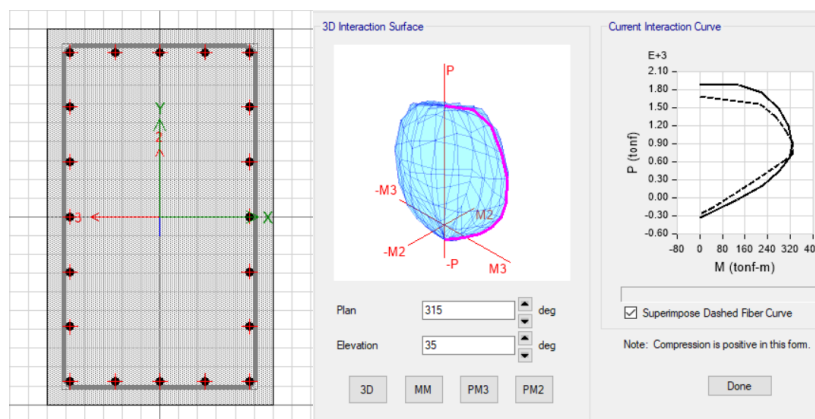 Y
2
3
X
3D Interaction Surface
P
-M3
M2
-M2
-P
M3
Plan
315
deg
Elevation
35
deg
3D
MM
PM3
PM2
Current Interaction Curve
E+3
2.10
1.80
1.50
1.20
0.90
0.60
0.30
0.00
-0.30
-0.60
P (tonf)
-80 0 80 160 240 320 40
M (tonf-m)
Superimpose Dashed Fiber Curve
Note: Compression is positive in this form.
Done